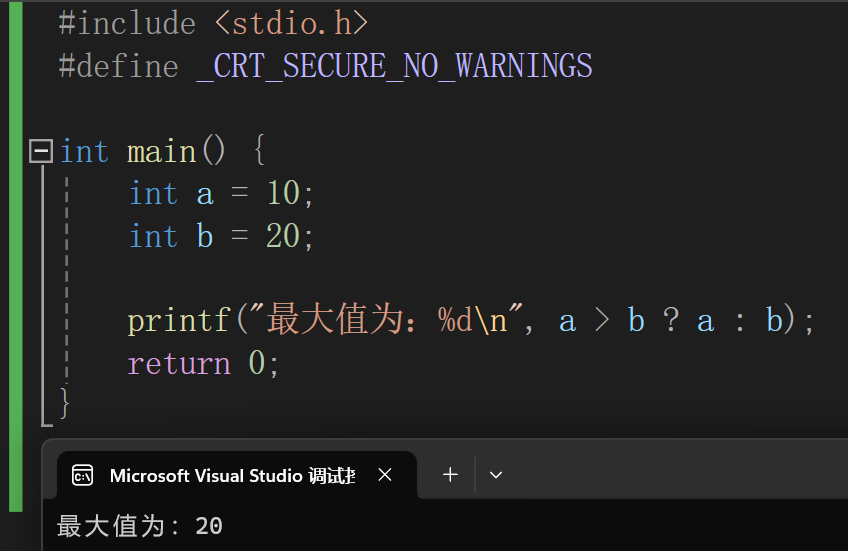 #include <stdio.h>
#define _CRT_SECURE_NO_WARNINGS
int main() {
int a = 10;
int b = 20;
printf("最大值为：%d\n", a > b ? a : b);
return 0;
}
Microsoft Visual Studio 调试
最大值为：20